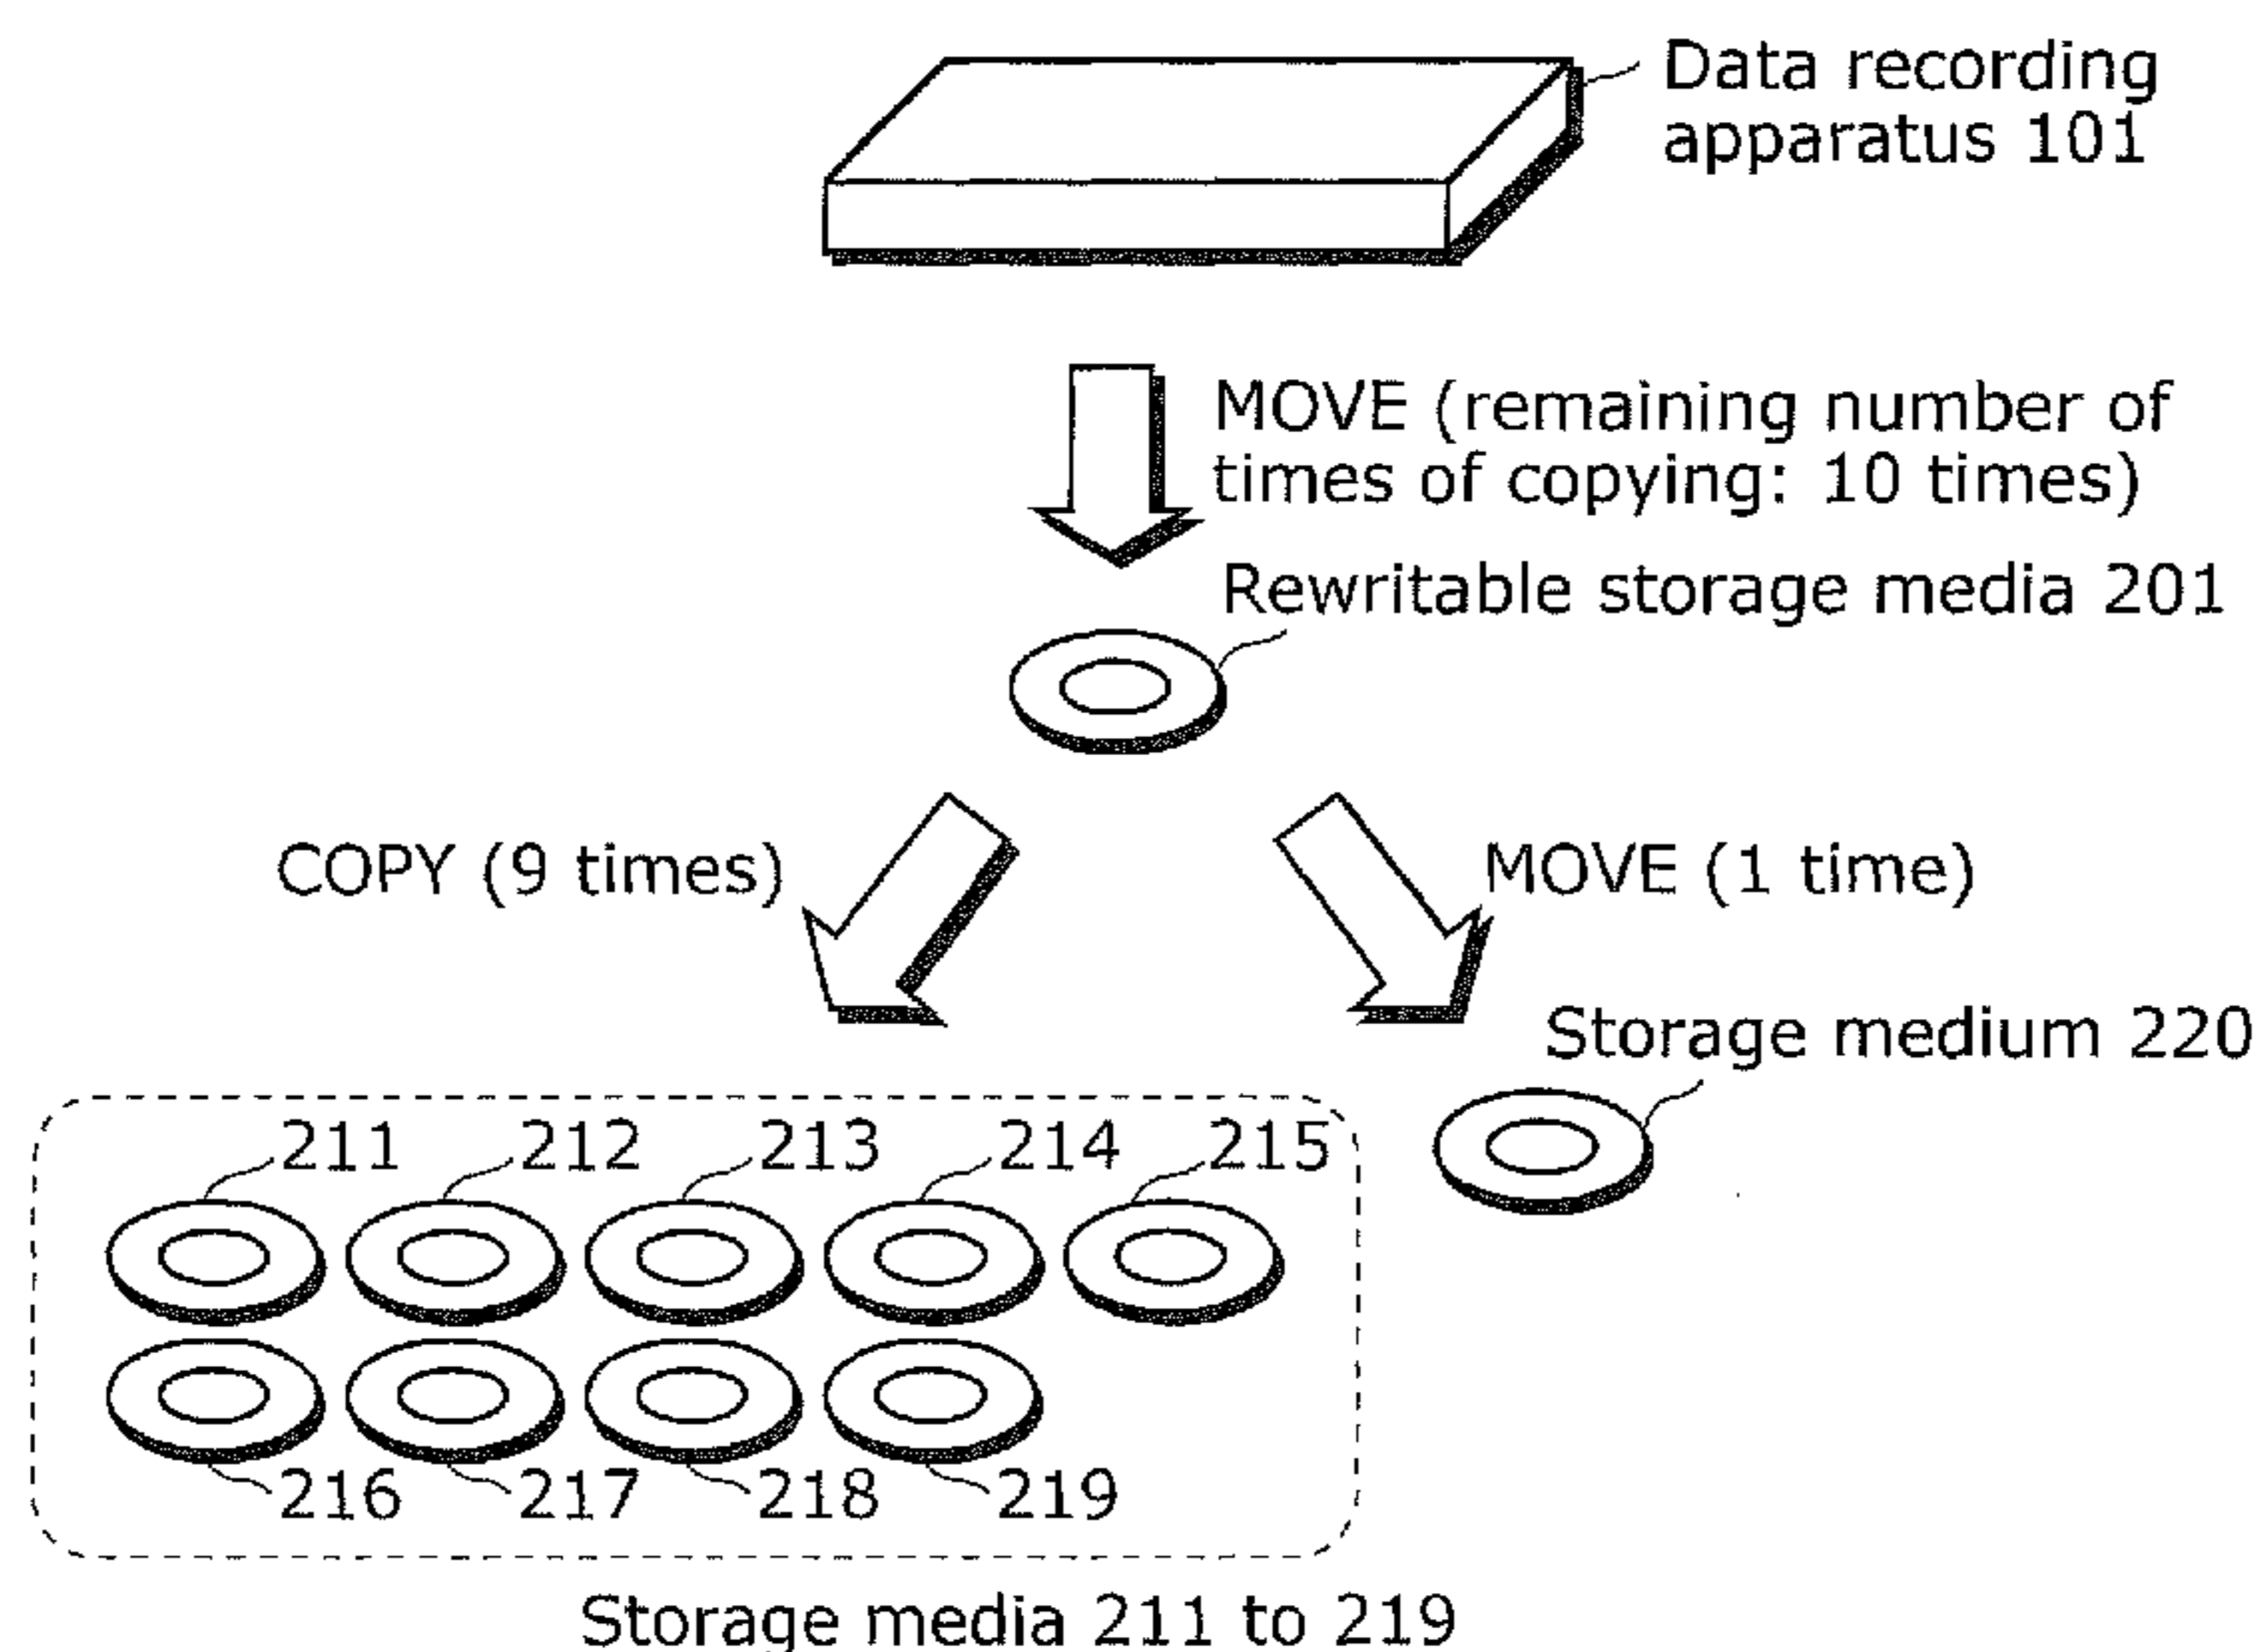 Data recording
apparatus 101
MOVE (remaining number of
times of copying: 10 times)
Rewritable storage media 201
COPY (9 times)
MOVE (1 time)
Storage medium 220
211 212 213 214 215
216 217 218 219
Storage media 211 to 219